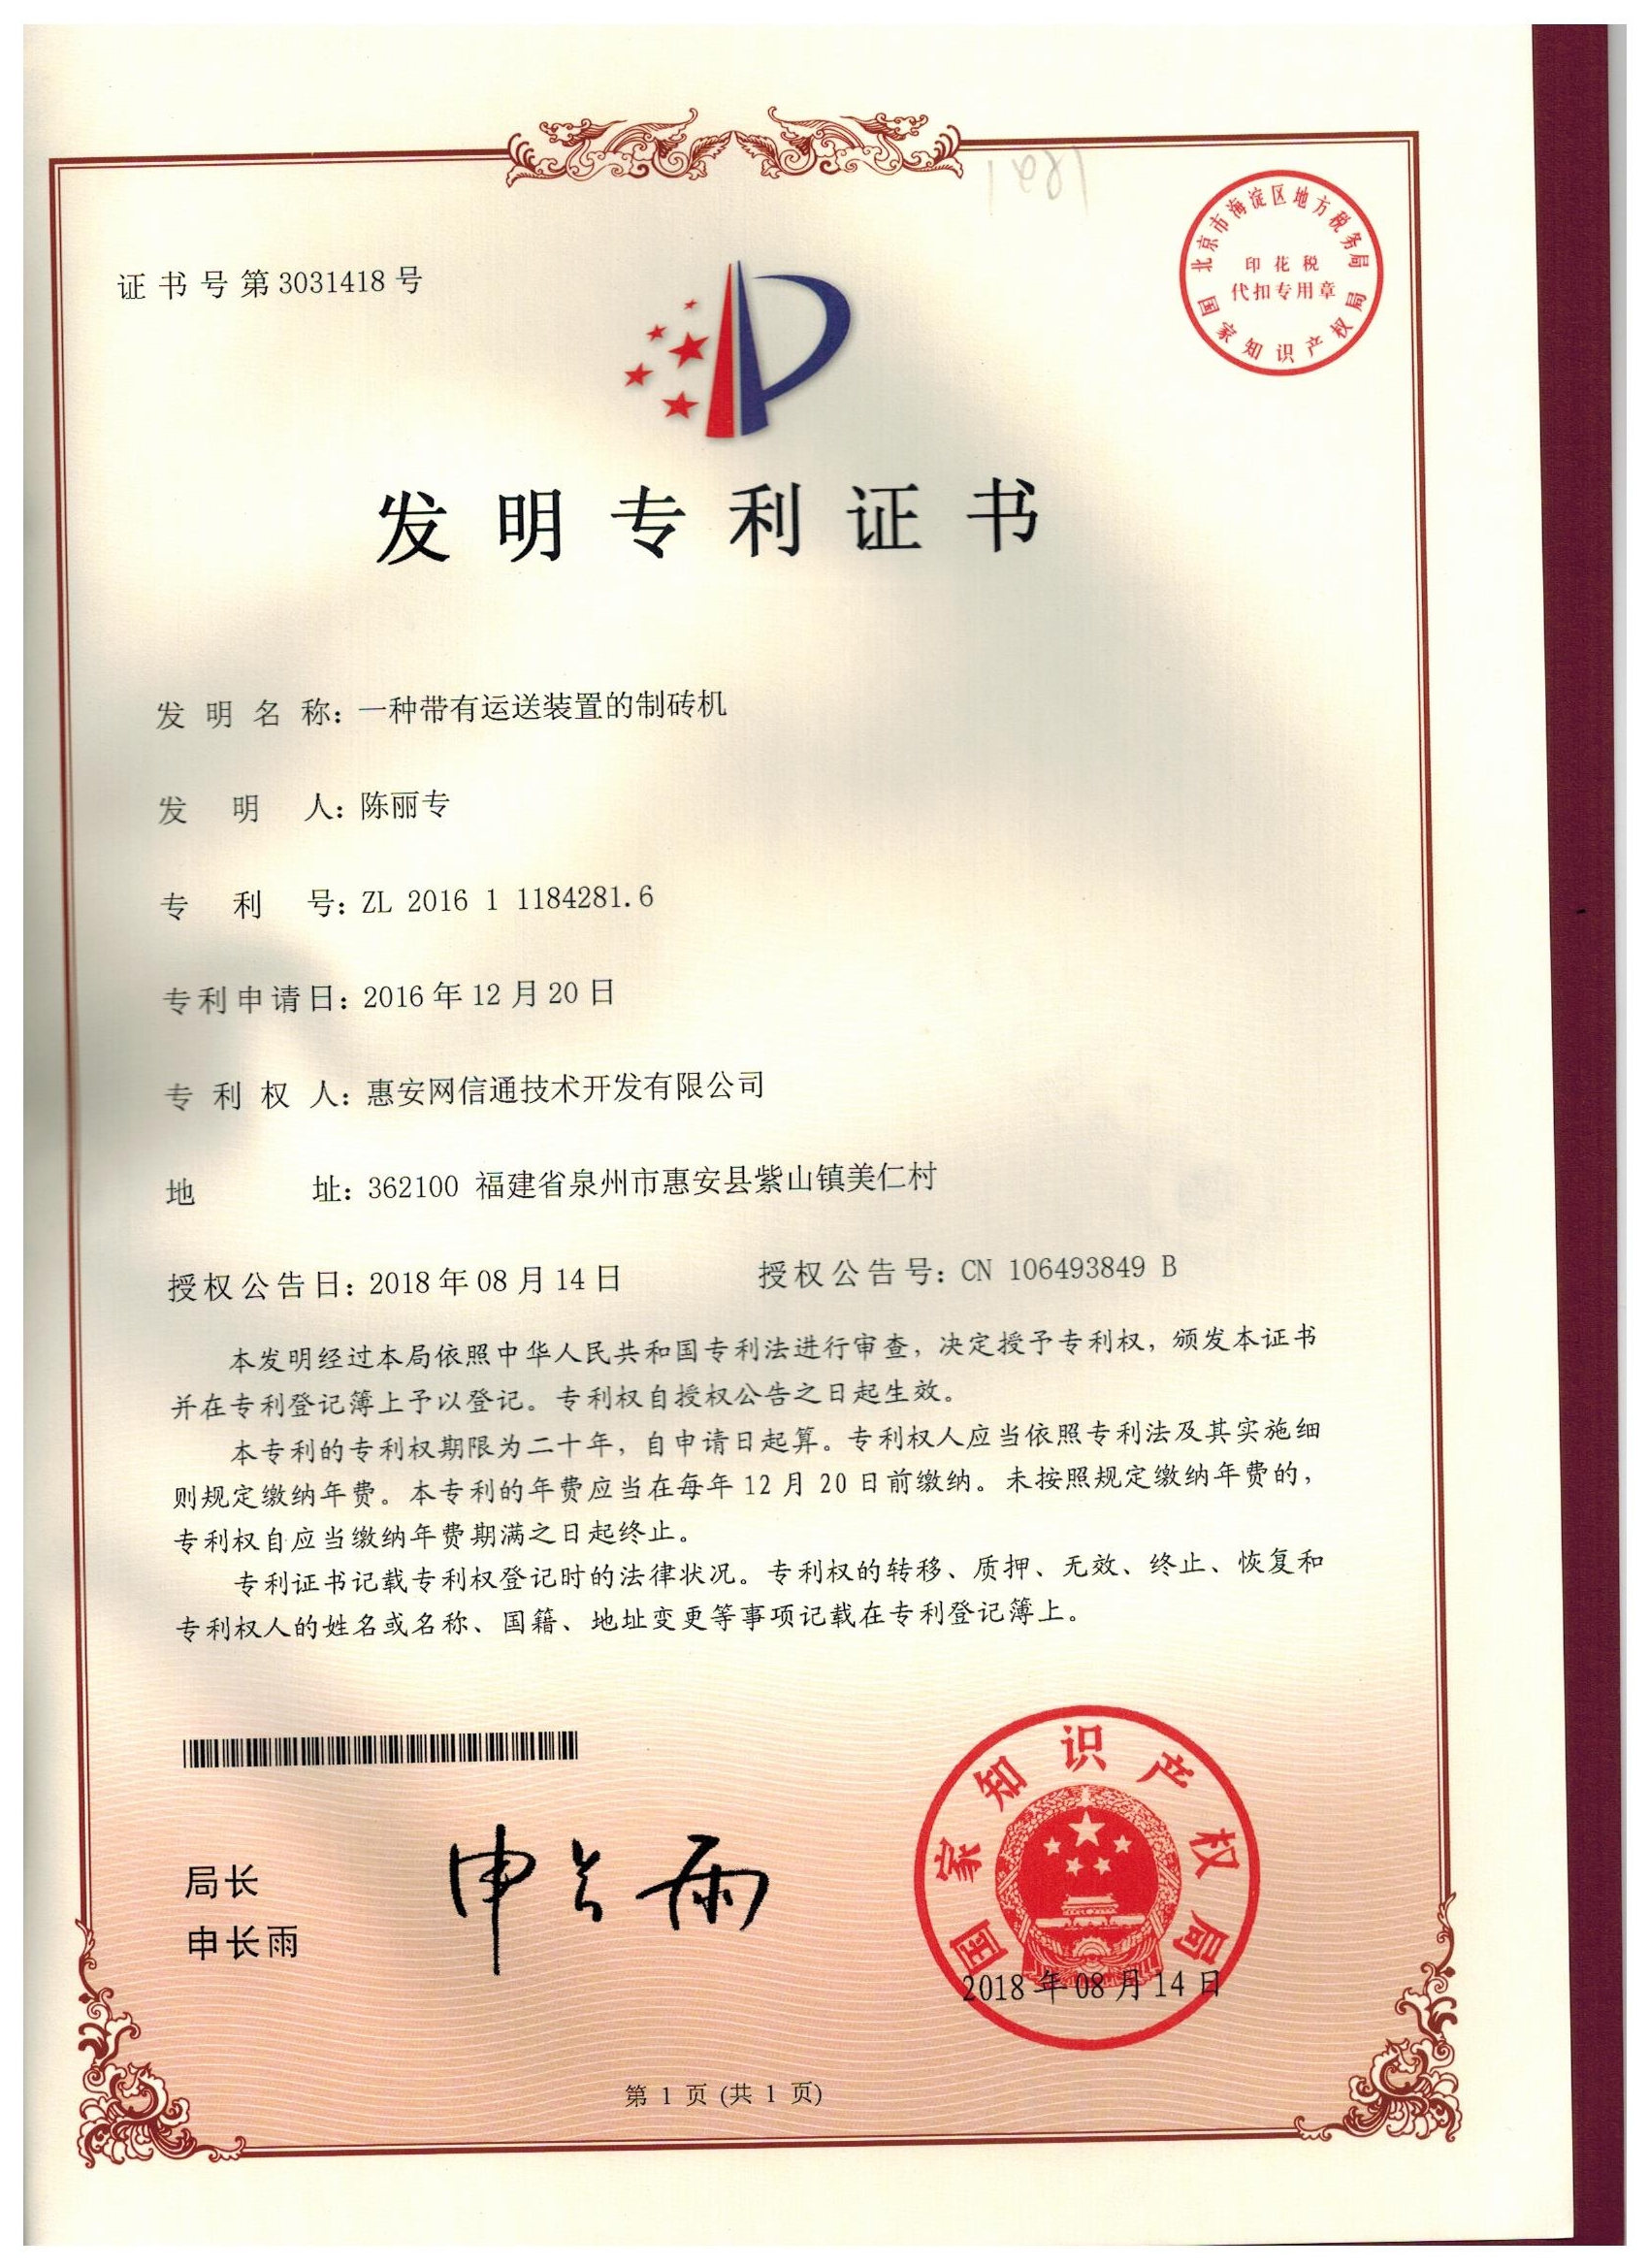 证书号第3031418号
北京市海淀区地方税务局
印花税
代扣专用章
国家知识产权局
发明专利证书
发明名称：一种带有运送装置的制砖机
发明人：陈丽专
专利号：ZL 2016 1 1184281.6
专利申请日：2016年12月20日
专利权人：惠安网信通技术开发有限公司
地址：362100 福建省泉州市惠安县紫山镇美仁村
授权公告日：2018年08月14日 授权公告号：CN 106493849 B
本发明经过本局依照中华人民共和国专利法进行审查，决定授予专利权，颁发本证书
并在专利登记簿上予以登记。专利权自授权公告之日起生效。
本专利的专利权期限为二十年，自申请日起算。专利权人应当依照专利法及其实施细
则规定缴纳年费。本专利的年费应当在每年12月20日前缴纳。未按照规定缴纳年费的，
专利权自应当缴纳年费期满之日起终止。
专利证书记载专利权登记时的法律状况。专利权的转移、质押、无效、终止、恢复和
专利权人的姓名或名称、国籍、地址变更等事项记载在专利登记簿上。
局长
申长雨
申长雨
国家知识产权局
2018年08月14日
第 1 页 (共 1 页)